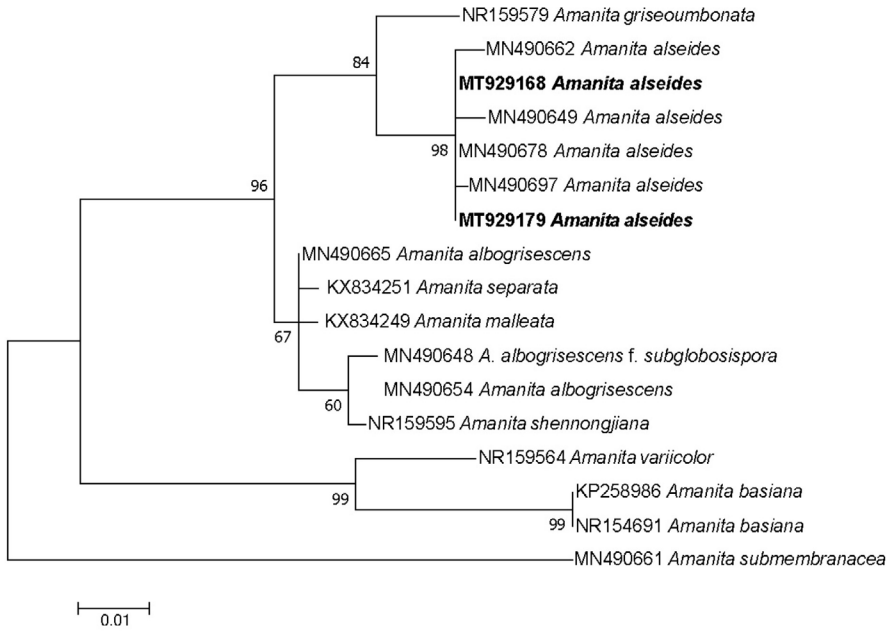 NR159579 Amanita griseoumbonata
MN490662 Amanita alseides
84
MT929168 Amanita alseides
MN490649 Amanita alseides
98
MN490678 Amanita alseides
96
MN490697 Amanita alseides
MT929179 Amanita alseides
MN490665 Amanita albogrisescens
KX834251 Amanita separata
KX834249 Amanita malleata
67
MN490648 A. albogrisescens f. subglobosispora
MN490654 Amanita albogrisescens
60
NR159595 Amanita shennongjiana
NR159564 Amanita variicolor
99
KP258986 Amanita basiana
99
NR154691 Amanita basiana
MN490661 Amanita submembranacea
0.01